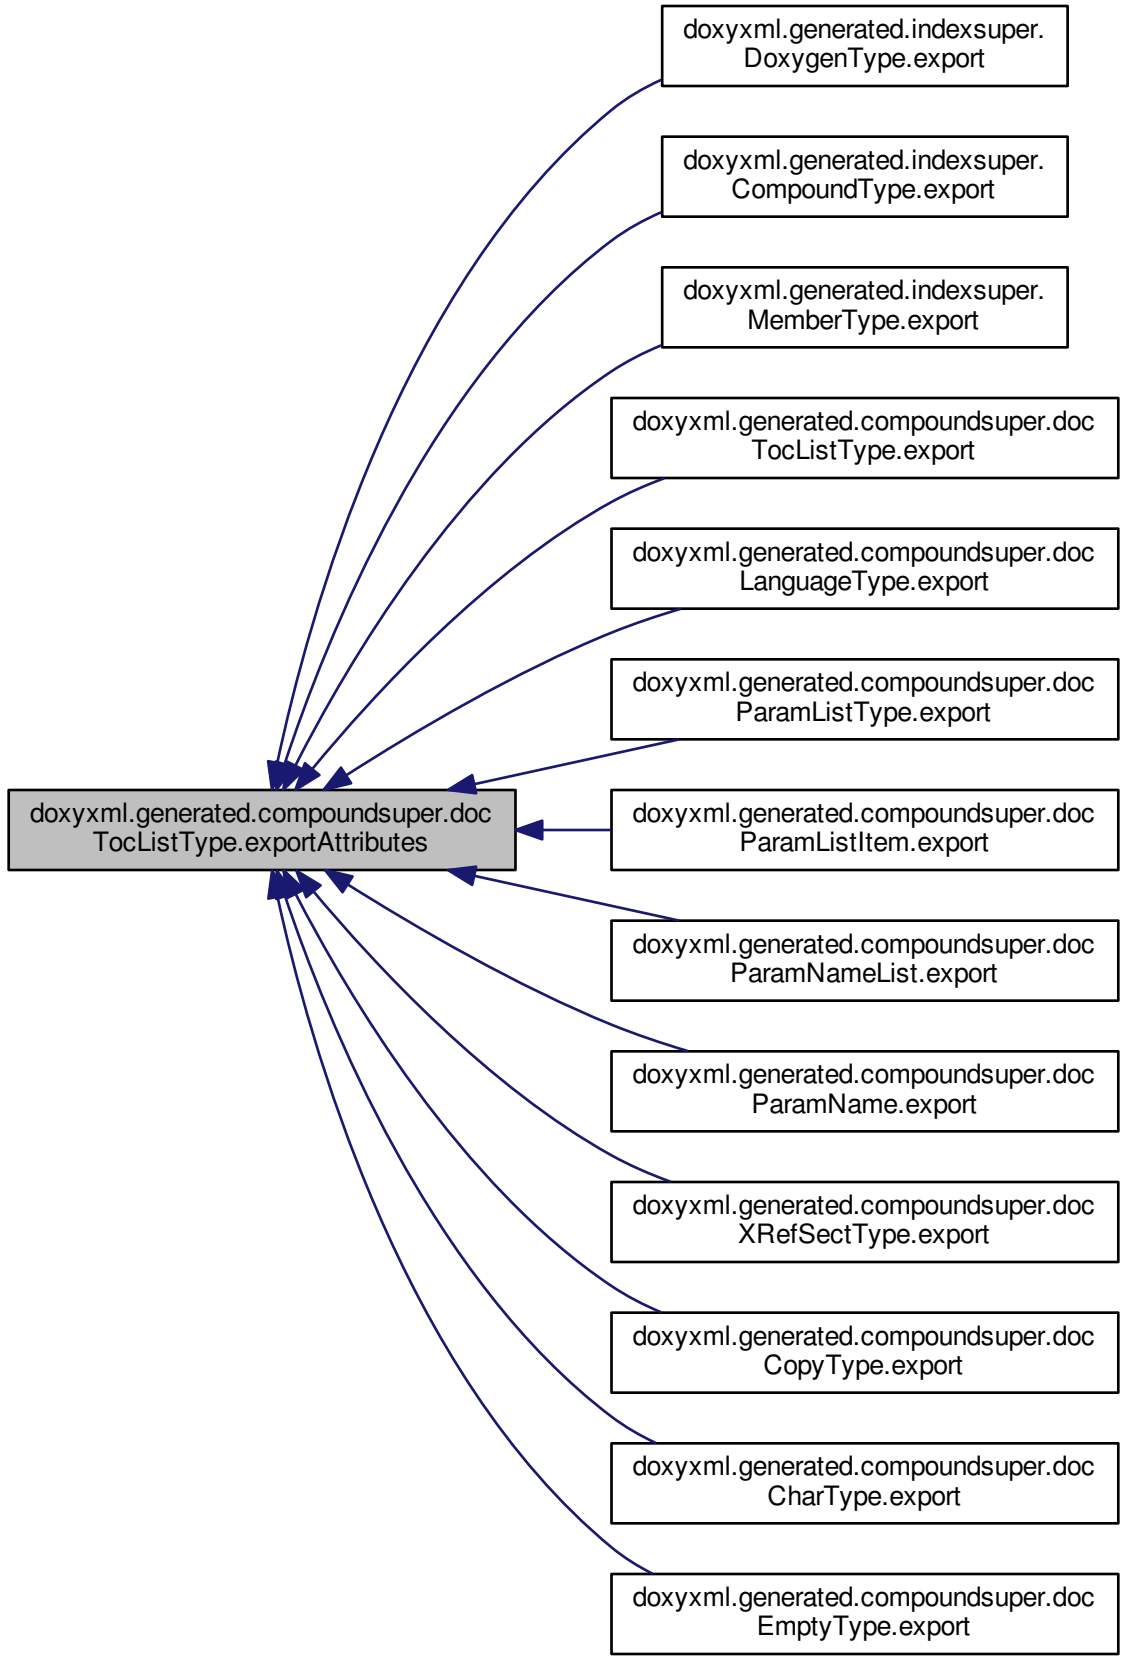 doxyxml.generated.indexsuper.
DoxygenType.export
doxyxml.generated.indexsuper.
CompoundType.export
doxyxml.generated.indexsuper.
MemberType.export
doxyxml.generated.compoundsuper.doc
TocListType.export
doxyxml.generated.compoundsuper.doc
LanguageType.export
doxyxml.generated.compoundsuper.doc
ParamListType.export
doxyxml.generated.compoundsuper.doc
TocListType.exportAttributes
doxyxml.generated.compoundsuper.doc
ParamListItem.export
doxyxml.generated.compoundsuper.doc
ParamNameList.export
doxyxml.generated.compoundsuper.doc
ParamName.export
doxyxml.generated.compoundsuper.doc
XRefSectType.export
doxyxml.generated.compoundsuper.doc
CopyType.export
doxyxml.generated.compoundsuper.doc
CharType.export
doxyxml.generated.compoundsuper.doc
EmptyType.export